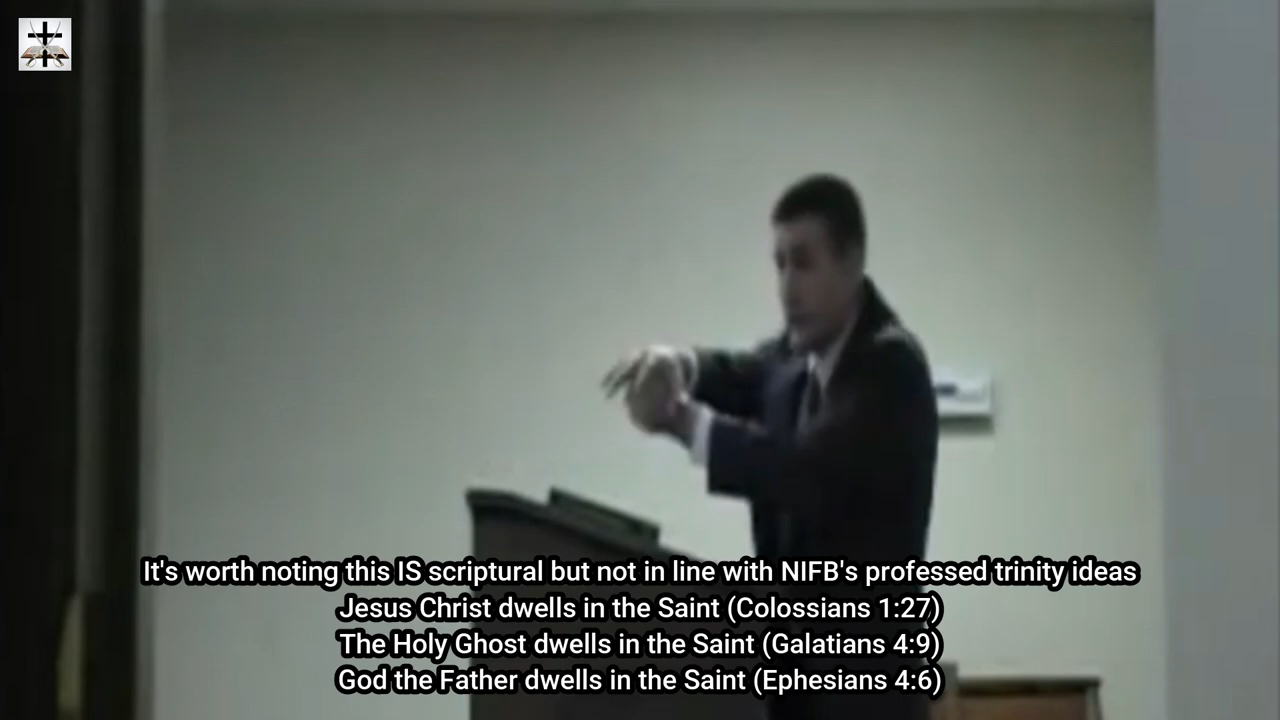 It's worth noting this IS scriptural but not in line with NIFB's professed trinity ideas
Jesus Christ dwells in the Saint (Colossians 1:27)
The Holy Ghost dwells in the Saint (Galatians 4:9)
God the Father dwells in the Saint (Ephesians 4:6)